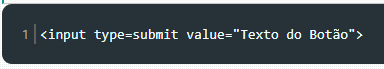 1 <input type=submit value="Texto do Botão">